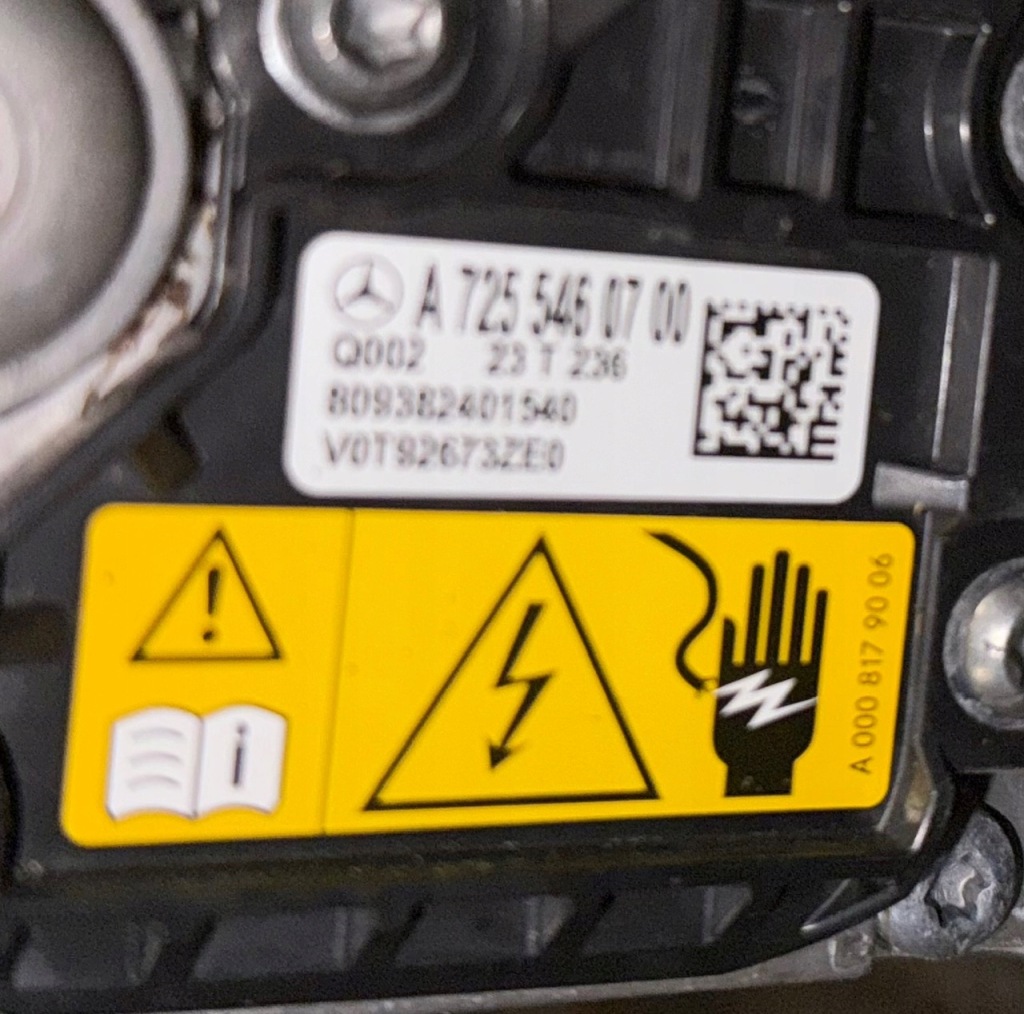 A 725 546 07 00
Q002 23 T 236
809382401540
V0T92673ZE0
!
i
A 000 817 90 06